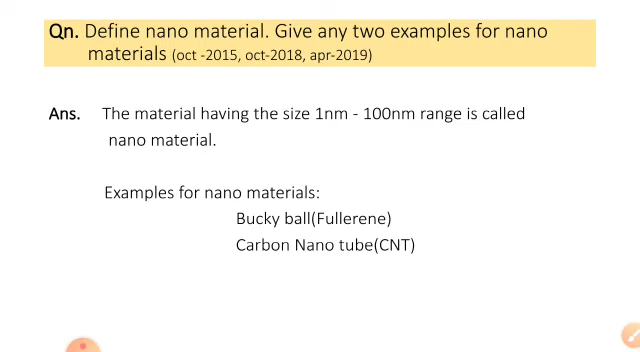 Qn. Define nano material. Give any two examples for nano
materials (oct -2015, oct-2018, apr-2019)
Ans. The material having the size 1nm - 100nm range is called
nano material.
Examples for nano materials:
Bucky ball(Fullerene)
Carbon Nano tube(CNT)